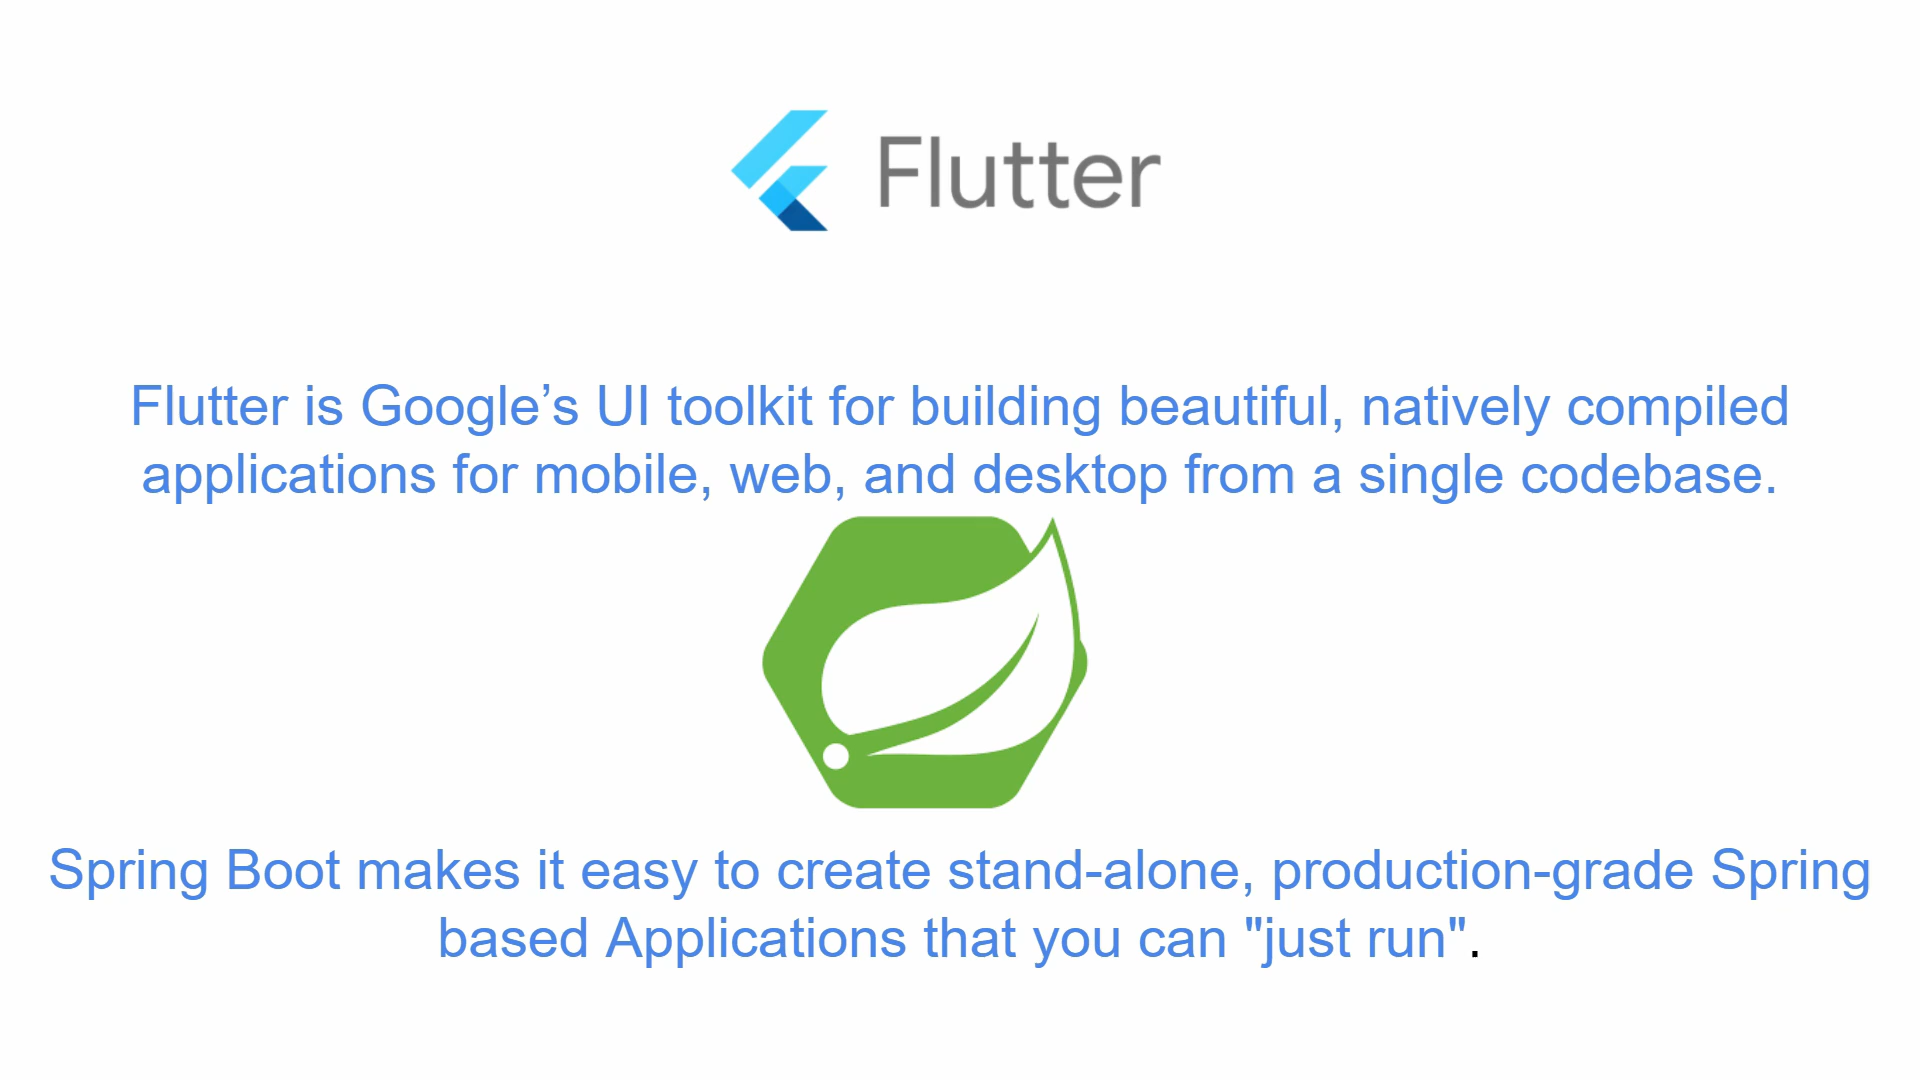 Flutter
Flutter is Google’s UI toolkit for building beautiful, natively compiled
applications for mobile, web, and desktop from a single codebase.
Spring Boot makes it easy to create stand-alone, production-grade Spring
based Applications that you can "just run".